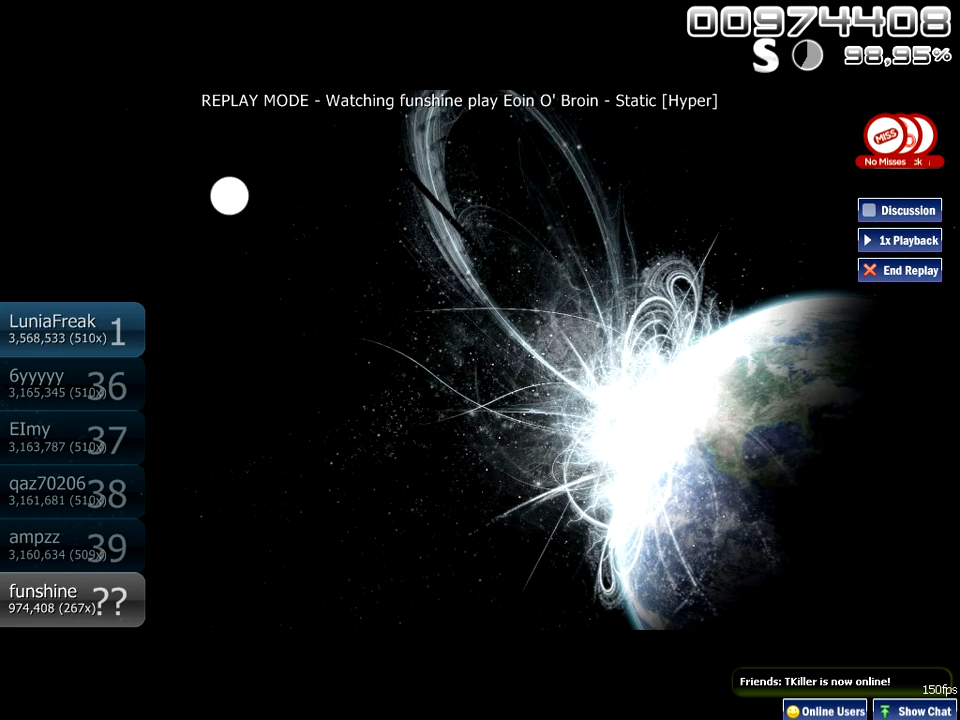 00974408
S
98,95%
REPLAY MODE - Watching funshine play Eoin O' Broin - Static [Hyper]
MISS
No Misses
Discussion
1x Playback
End Replay
LuniaFreak
1
3,568,533 (510x)
6yyyyy
36
3,165,345 (510x)
EImy
37
3,163,787 (510x)
qaz70206
38
3,161,681 (510x)
ampzz
39
3,160,634 (509x)
funshine
??
974,408 (267x)
Friends: TKiller is now online!
150fps
Online Users
Show Chat